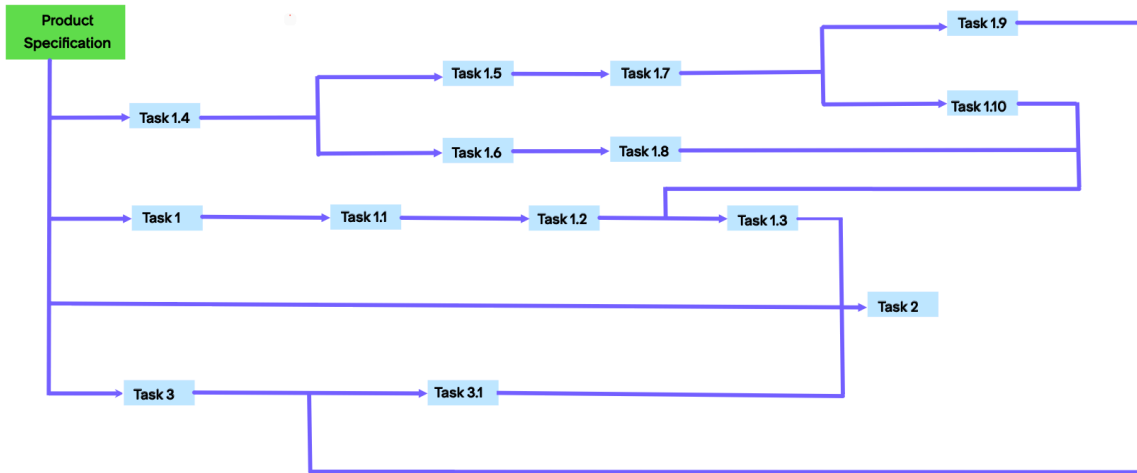 Product
Specification
Task 1.9
Task 1.5
Task 1.7
Task 1.4
Task 1.10
Task 1.6
Task 1.8
Task 1
Task 1.1
Task 1.2
Task 1.3
Task 2
Task 3
Task 3.1